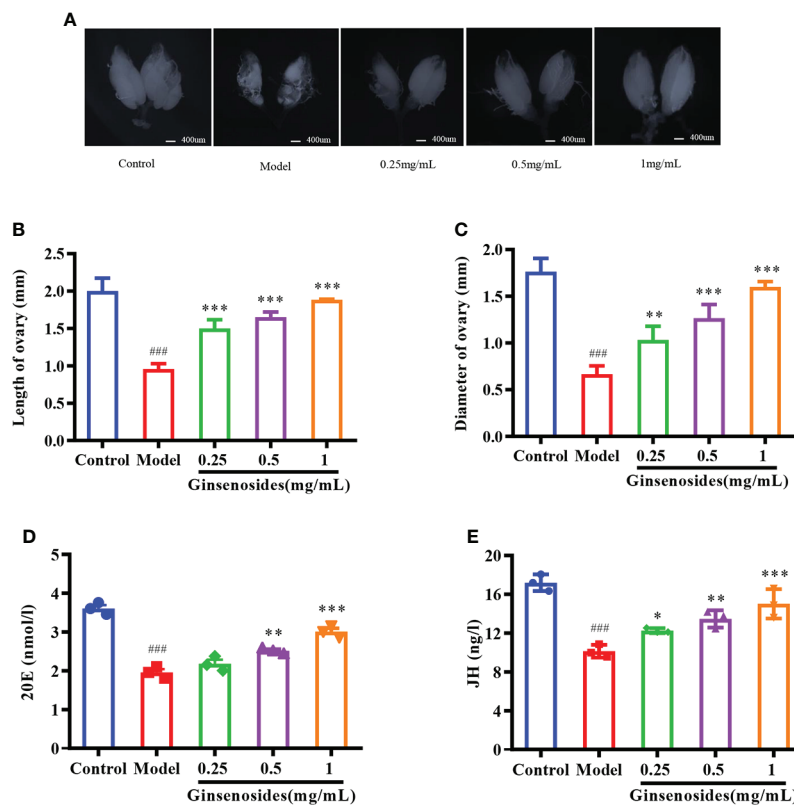 A
400um 400um 400um 400um 400um
Control Model 0.25mg/mL 0.5mg/mL 1mg/mL
B
Length of ovary (mm)
2.5
2.0
1.5
1.0
0.5
0.0
###
***
***
***
Control Model 0.25 0.5 1
Ginsenosides(mg/mL)
C
Diameter of ovary (mm)
2.0
1.5
1.0
0.5
0.0
###
**
***
***
Control Model 0.25 0.5 1
Ginsenosides(mg/mL)
D
20E (nmol/l)
5
4
3
2
1
0
###
**
***
Control Model 0.25 0.5 1
Ginsenosides(mg/mL)
E
JH (ng/l)
20
16
12
8
4
0
###
*
**
***
Control Model 0.25 0.5 1
Ginsenosides(mg/mL)